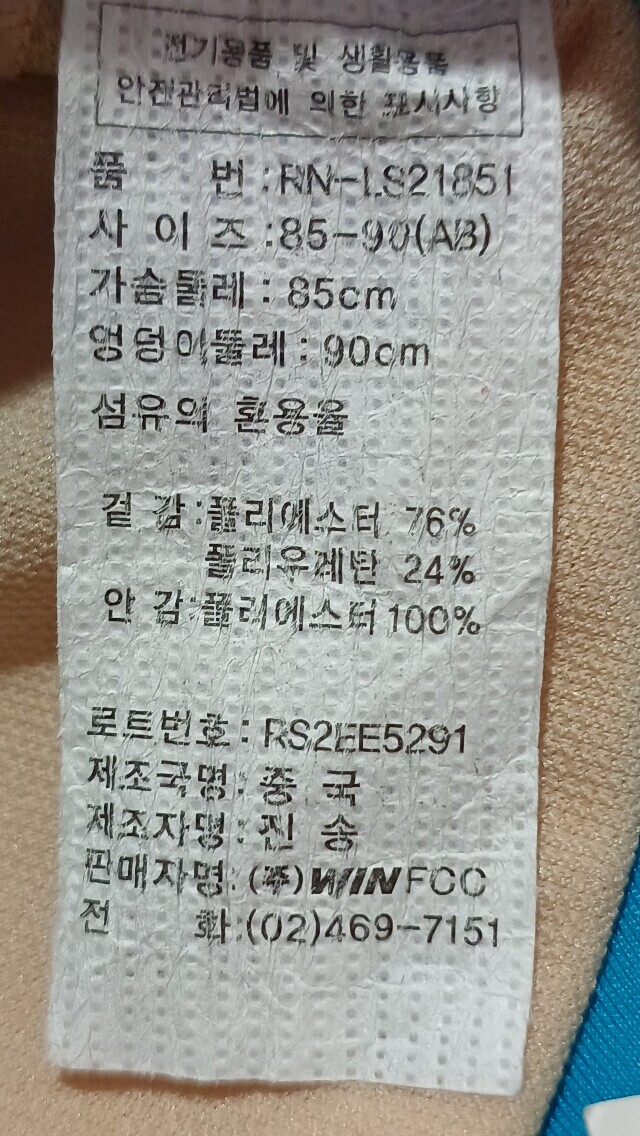 전기용품 및 생활용품
안전관리법에 의한 표시사항
품 번 : RN-LS21851
사 이 즈 : 85-90(AB)
가슴둘레 : 85cm
엉덩이둘레 : 90cm
섬유의 혼용율
겉 감 : 폴리에스터 76%
폴리우레탄 24%
안 감 : 폴리에스터 100%
로트번호 : RS2EE5291
제조국명 : 중 국
제조자명 : 진 송
판매자명 : (주) WINFCC
전 화 : (02)469-7151